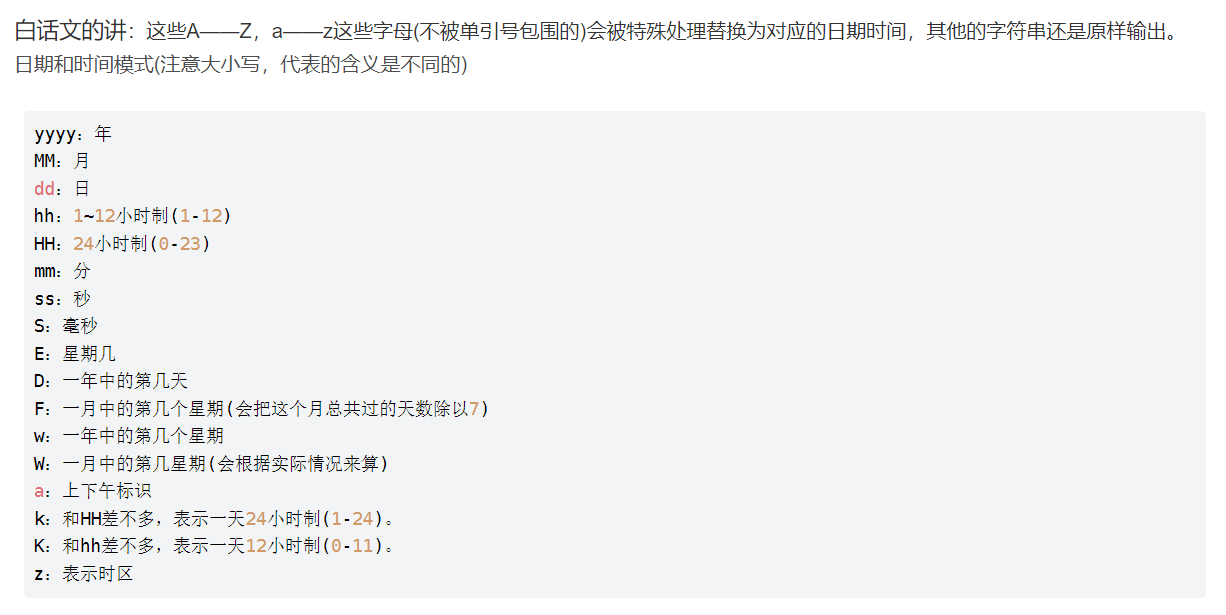 白话文的讲：这些A——Z，a——z这些字母(不被单引号包围的)会被特殊处理替换为对应的日期时间，其他的字符串还是原样输出。
日期和时间模式(注意大小写，代表的含义是不同的)
yyyy：年
MM：月
dd：日
hh：1~12小时制(1-12)
HH：24小时制(0-23)
mm：分
ss：秒
S：毫秒
E：星期几
D：一年中的第几天
F：一月中的第几个星期(会把这个月总共过的天数除以7)
w：一年中的第几个星期
W：一月中的第几星期(会根据实际情况来算)
a：上下午标识
k：和HH差不多，表示一天24小时制(1-24)。
K：和hh差不多，表示一天12小时制(0-11)。
z：表示时区